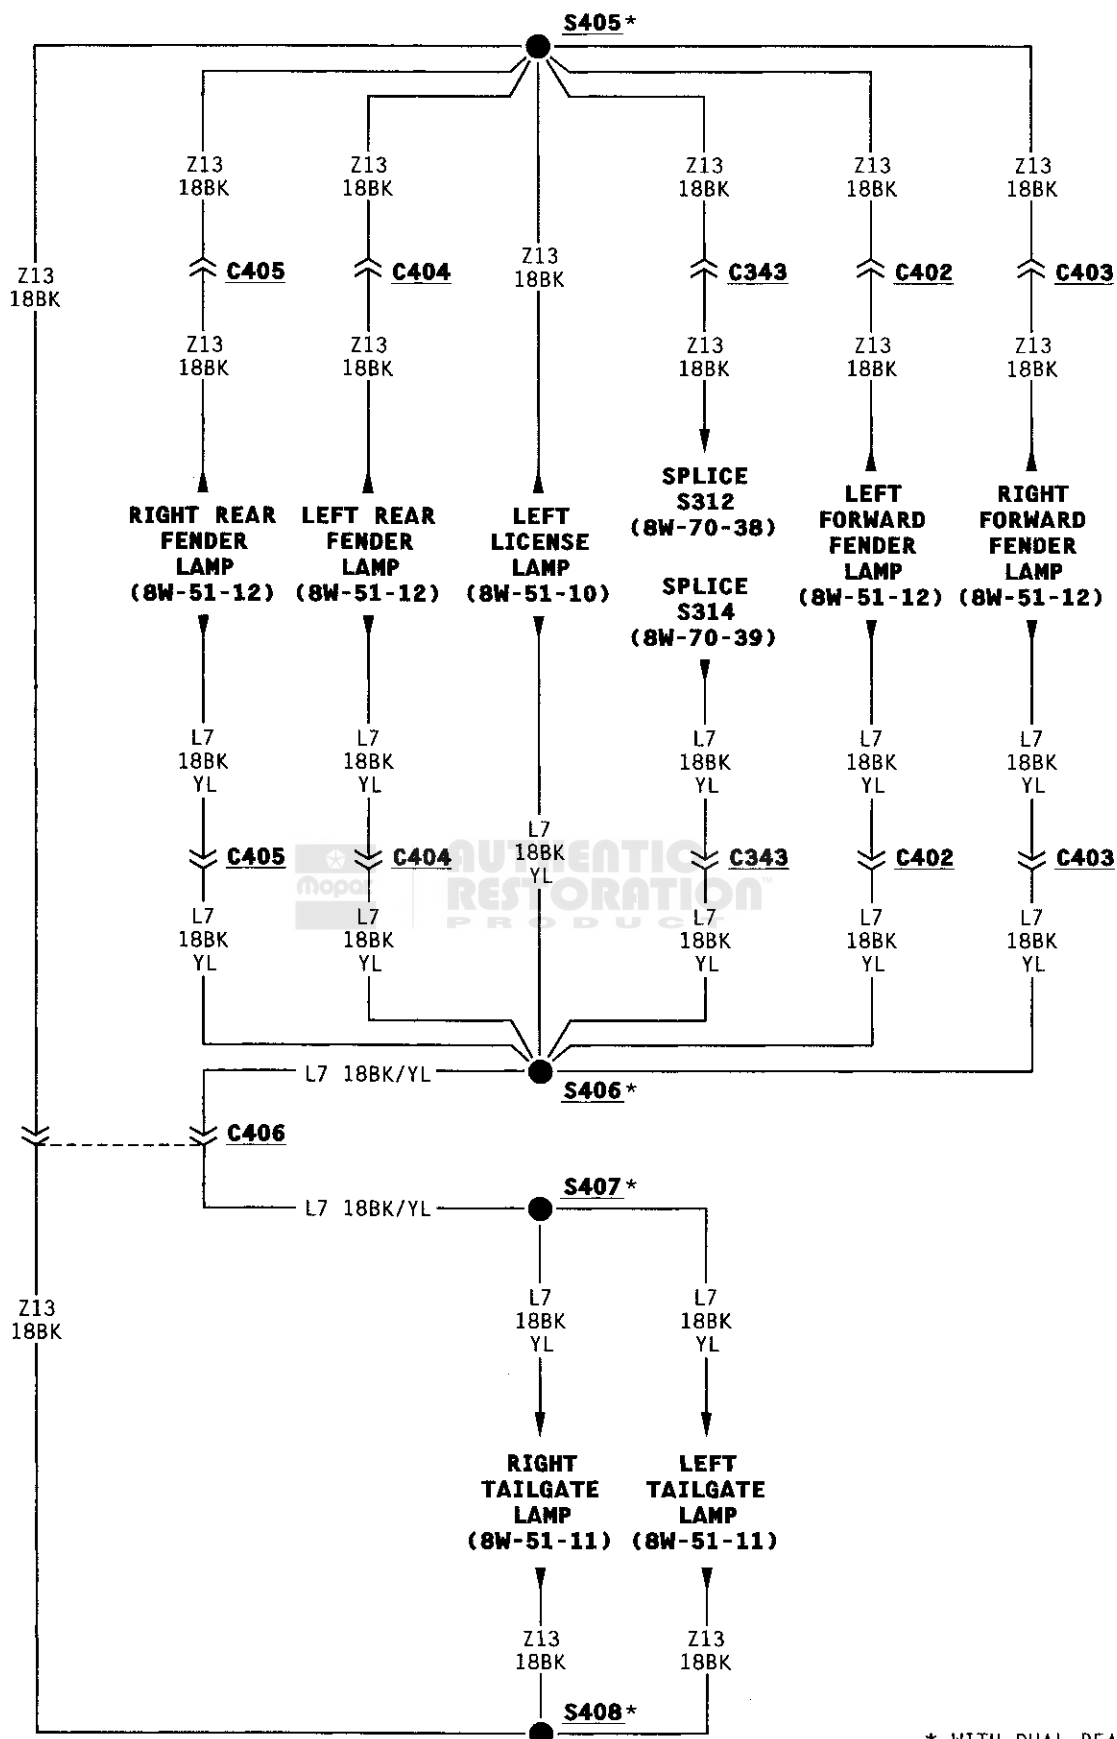 S405*
Z13 Z13 Z13 Z13 Z13
18BK 18BK 18BK 18BK 18BK
Z13 Z13
18BK 18BK
C405 C404 C343 C402 C403
Z13 Z13 Z13 Z13 Z13
18BK 18BK 18BK 18BK 18BK
RIGHT REAR
FENDER
LAMP
(8W-51-12)
LEFT REAR
FENDER
LAMP
(8W-51-12)
LEFT
LICENSE
LAMP
(8W-51-10)
SPLICE
S312
(8W-70-38)
SPLICE
S314
(8W-70-39)
LEFT
FORWARD
FENDER
LAMP
(8W-51-12)
RIGHT
FORWARD
FENDER
LAMP
(8W-51-12)
L7 L7 L7 L7 L7
18BK 18BK 18BK 18BK 18BK
YL YL YL YL YL
L7
18BK
YL
C405 C404 C343 C402 C403
Mopar
AUTHENTIC
RESTORATION™
PRODUCT
L7 L7 L7 L7 L7
18BK 18BK 18BK 18BK 18BK
YL YL YL YL YL
L7 18BK/YL
S406*
C406
S407*
L7 18BK/YL
Z13
18BK
L7 L7
18BK 18BK
YL YL
RIGHT
TAILGATE
LAMP
(8W-51-11)
LEFT
TAILGATE
LAMP
(8W-51-11)
Z13 Z13
18BK 18BK
S408*
* WITH DUAL REA